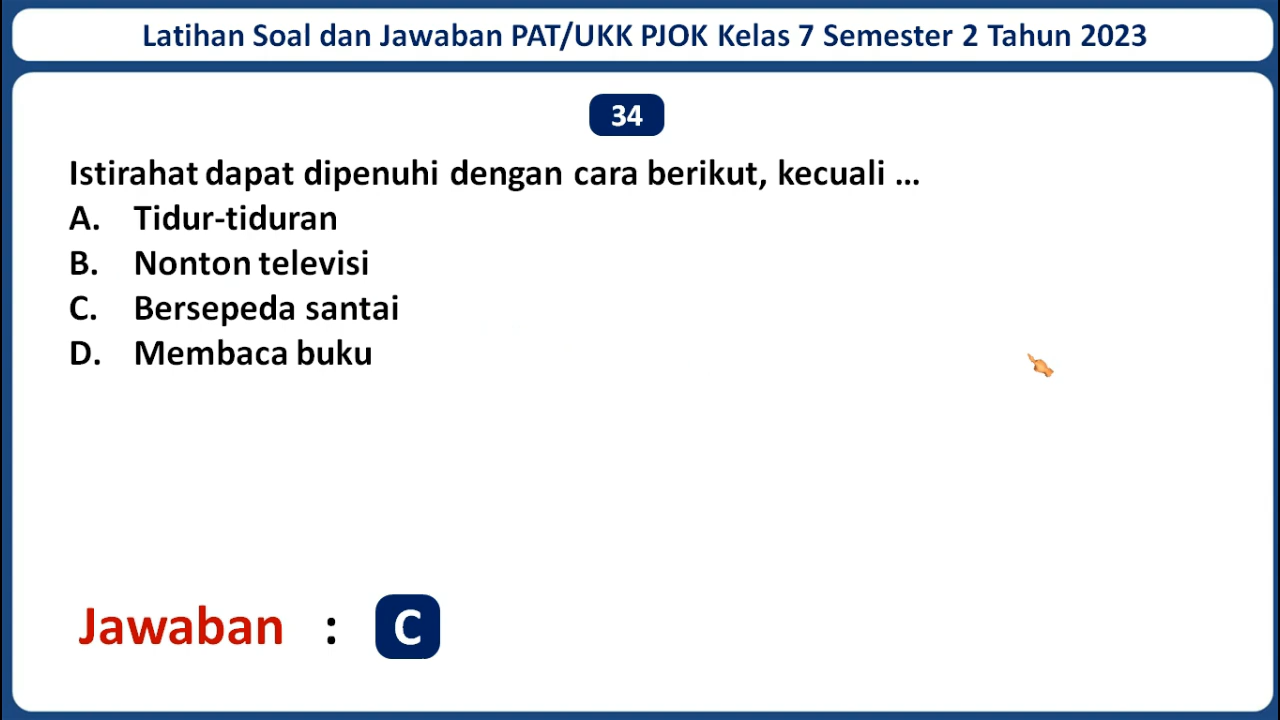 Latihan Soal dan Jawaban PAT/UKK PJOK Kelas 7 Semester 2 Tahun 2023
34
Istirahat dapat dipenuhi dengan cara berikut, kecuali ...
A. Tidur-tiduran
B. Nonton televisi
C. Bersepeda santai
D. Membaca buku
Jawaban : C